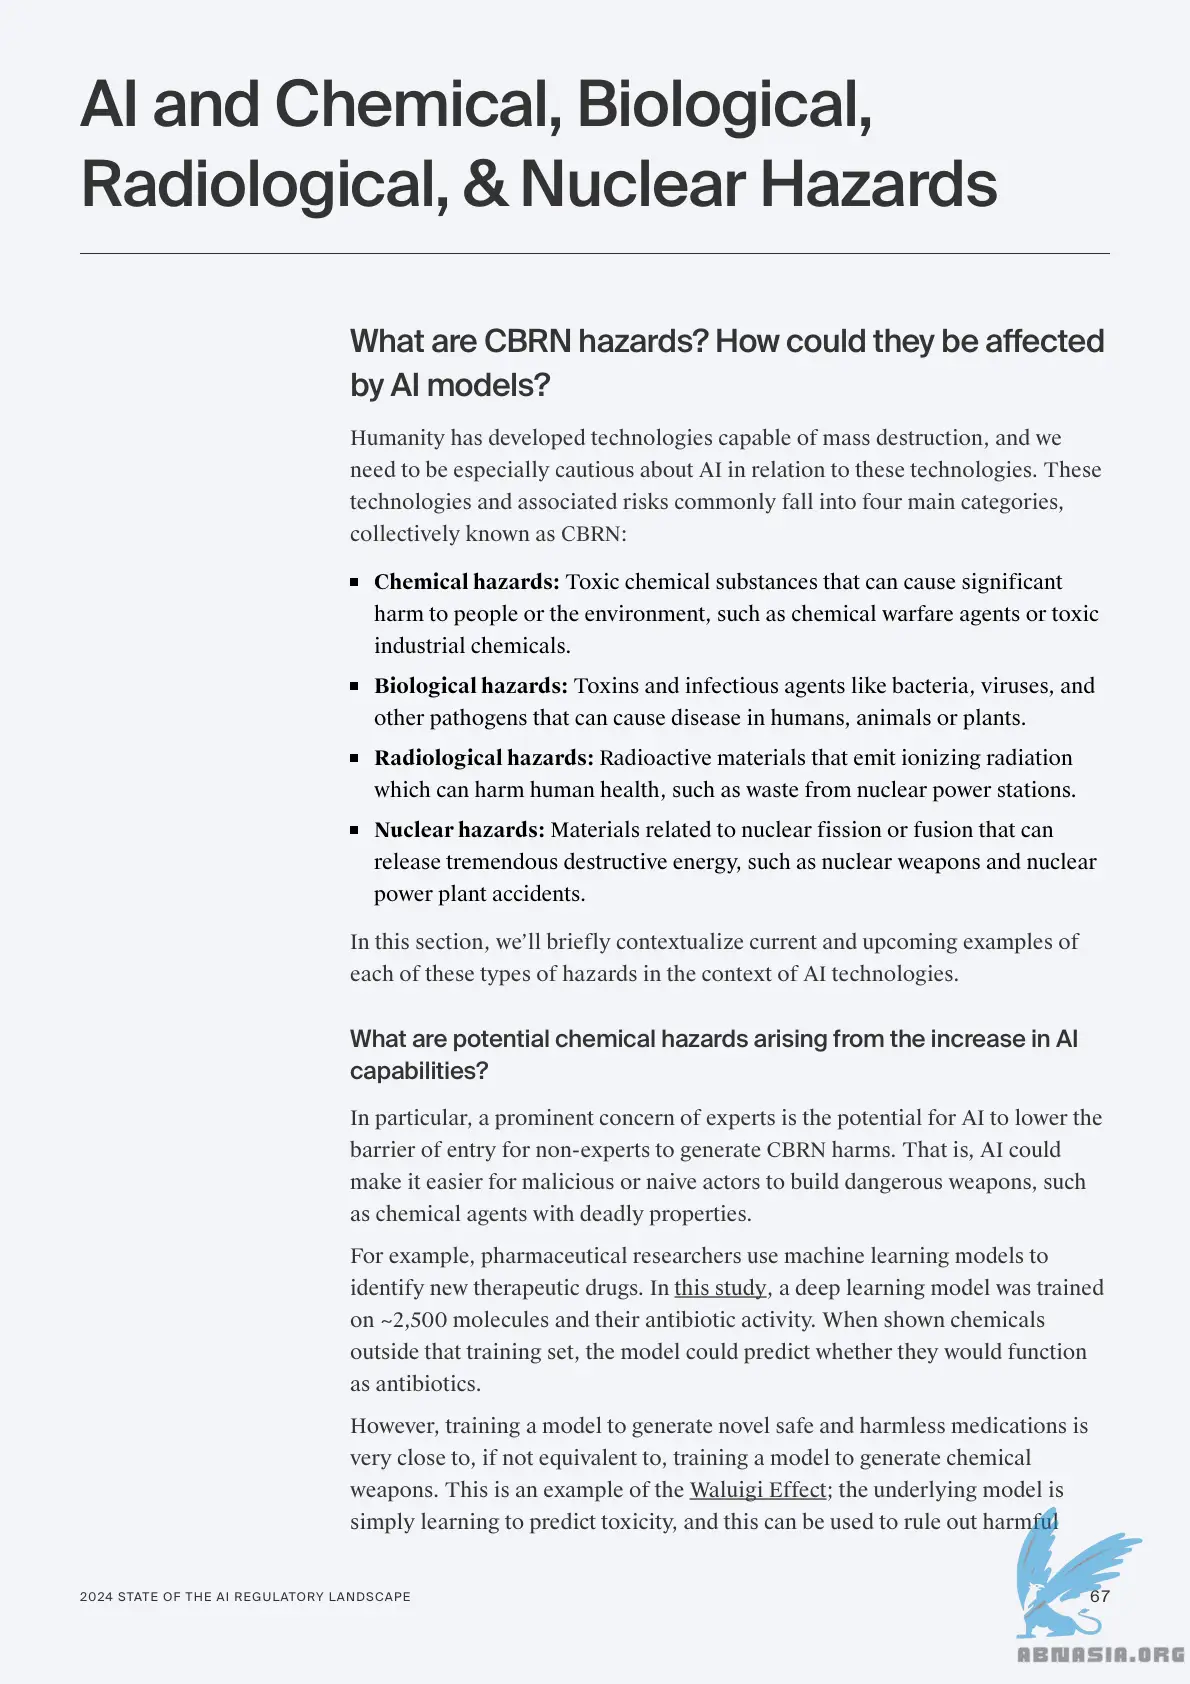 AI and Chemical, Biological,
Radiological, & Nuclear Hazards
What are CBRN hazards? How could they be affected
by AI models?
Humanity has developed technologies capable of mass destruction, and we
need to be especially cautious about AI in relation to these technologies. These
technologies and associated risks commonly fall into four main categories,
collectively known as CBRN:
▪ Chemical hazards: Toxic chemical substances that can cause significant
harm to people or the environment, such as chemical warfare agents or toxic
industrial chemicals.
▪ Biological hazards: Toxins and infectious agents like bacteria, viruses, and
other pathogens that can cause disease in humans, animals or plants.
▪ Radiological hazards: Radioactive materials that emit ionizing radiation
which can harm human health, such as waste from nuclear power stations.
▪ Nuclear hazards: Materials related to nuclear fission or fusion that can
release tremendous destructive energy, such as nuclear weapons and nuclear
power plant accidents.
In this section, we’ll briefly contextualize current and upcoming examples of
each of these types of hazards in the context of AI technologies.
What are potential chemical hazards arising from the increase in AI
capabilities?
In particular, a prominent concern of experts is the potential for AI to lower the
barrier of entry for non-experts to generate CBRN harms. That is, AI could
make it easier for malicious or naive actors to build dangerous weapons, such
as chemical agents with deadly properties.
For example, pharmaceutical researchers use machine learning models to
identify new therapeutic drugs. In this study, a deep learning model was trained
on ~2,500 molecules and their antibiotic activity. When shown chemicals
outside that training set, the model could predict whether they would function
as antibiotics.
However, training a model to generate novel safe and harmless medications is
very close to, if not equivalent to, training a model to generate chemical
weapons. This is an example of the Waluigi Effect; the underlying model is
simply learning to predict toxicity, and this can be used to rule out harmful
2024 STATE OF THE AI REGULATORY LANDSCAPE
67
ABNASIA.ORG